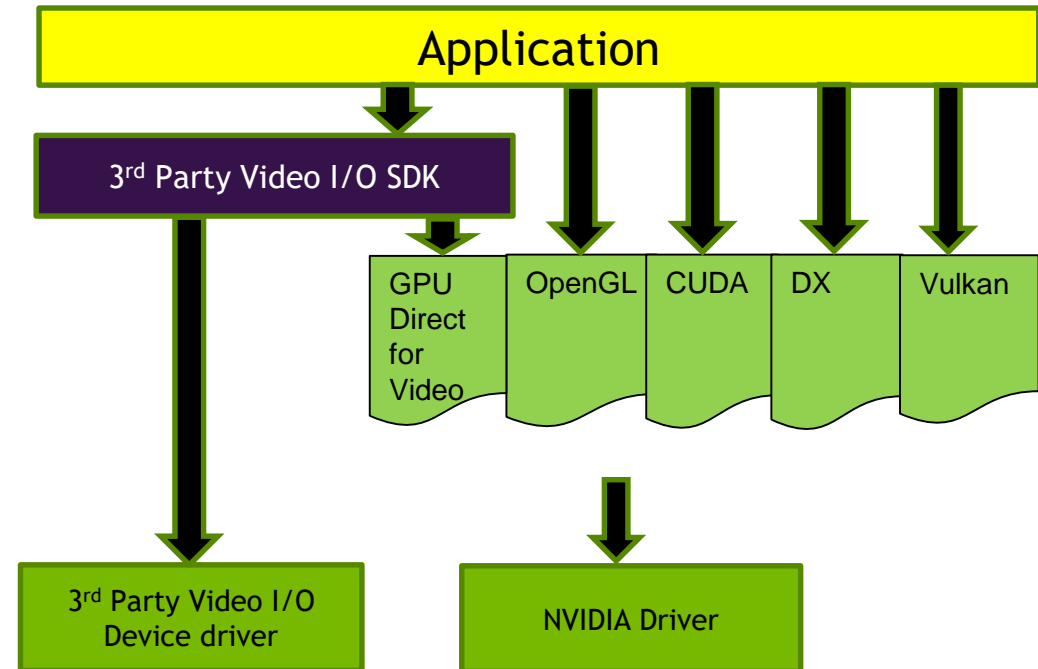 Application
3rd Party Video I/O SDK
GPU
Direct
for
Video
OpenGL
CUDA
DX
Vulkan
3rd Party Video I/O
Device driver
NVIDIA Driver